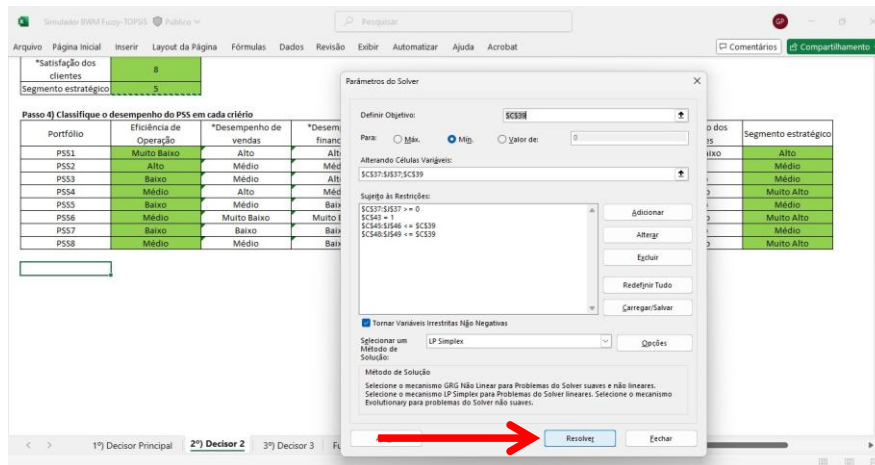 Simulador BWM Fuzzy-TOPSIS Público
Pesquisar
GP
Arquivo Página Inicial Inserir Layout da Página Fórmulas Dados Revisão Exibir Automatizar Ajuda Acrobat Comentários Compartilhamento
*Satisfação dos clientes 8
Segmento estratégico 5
Passo 4) Classifique o desempenho do PSS em cada criério
Portfólio Eficiência de Operação *Desempenho de vendas Segmento estratégico
PSS1 Muito Baixo Alto Alto
PSS2 Alto Médio Médio
PSS3 Baixo Médio Médio
PSS4 Médio Alto Muito Alto
PSS5 Médio Médio Médio
PSS6 Médio Muito Baixo Muito Alto
PSS7 Baixo Baixo Médio
PSS8 Médio Médio Muito Alto
Parâmetros do Solver
Definir Objetivo: $C$39
Para: Máx. Mín. Valor de: 0
Alterando Células Variáveis:
$C$37:$J$37;$C$39
Sujeito às Restrições:
$C$37:$J$37 >= 0
$C$43 = 1
$C$45:$J$46 <= $C$39
$C$48:$J$49 <= $C$39
Adicionar
Alterar
Excluir
Redefinir Tudo
Carregar/Salvar
Tornar Variáveis Irrestritas Não Negativas
Selecionar um Método de Solução: LP Simplex Opções
Método de Solução
Selecione o mecanismo GRG Não Linear para Problemas do Solver suaves e não lineares.
Selecione o mecanismo LP Simplex para Problemas do Solver lineares. Selecione o mecanismo
Evolutionary para problemas do Solver não suaves.
Resolver Fechar
1º) Decisor Principal 2º) Decisor 2 3º) Decisor 3